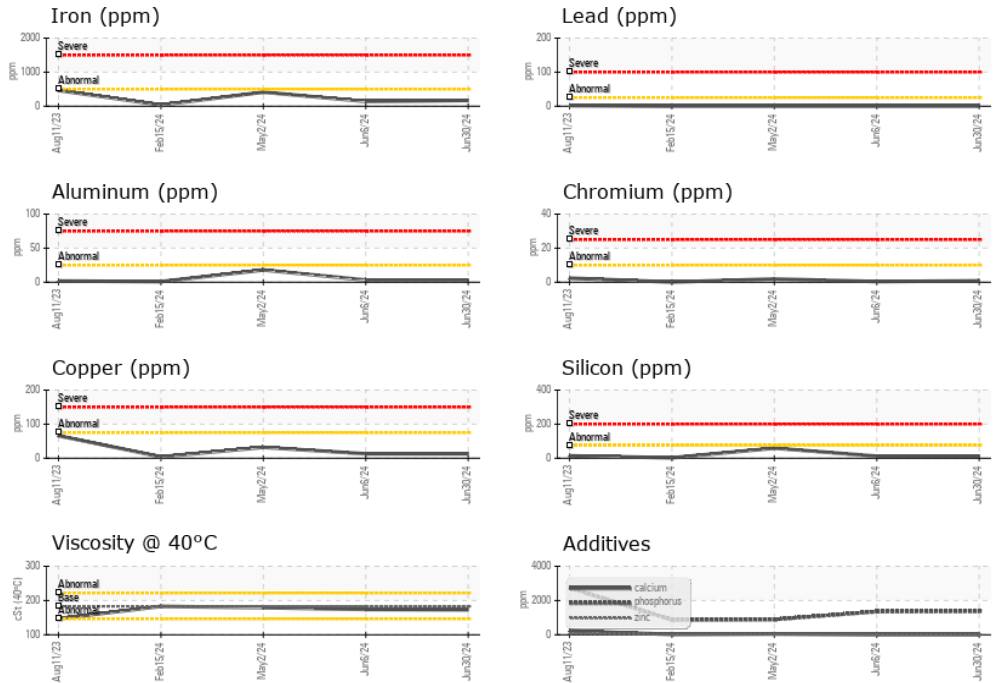 Iron (ppm)
2000
1000
0
ppm
Severe
Abnormal
Aug11/23
Feb15/24
May2/24
Jun6/24
Jun30/24
Lead (ppm)
200
100
0
ppm
Severe
Abnormal
Aug11/23
Feb15/24
May2/24
Jun6/24
Jun30/24
Aluminum (ppm)
100
50
0
ppm
Severe
Abnormal
Aug11/23
Feb15/24
May2/24
Jun6/24
Jun30/24
Chromium (ppm)
40
20
0
ppm
Severe
Abnormal
Aug11/23
Feb15/24
May2/24
Jun6/24
Jun30/24
Copper (ppm)
200
100
0
ppm
Severe
Abnormal
Aug11/23
Feb15/24
May2/24
Jun6/24
Jun30/24
Silicon (ppm)
400
200
0
ppm
Severe
Abnormal
Aug11/23
Feb15/24
May2/24
Jun6/24
Jun30/24
Viscosity @ 40°C
300
200
100
cSt (40°C)
Abnormal
Base
Abnormal
Aug11/23
Feb15/24
May2/24
Jun6/24
Jun30/24
Additives
4000
2000
0
ppm
calcium
phosphorus
zinc
Aug11/23
Feb15/24
May2/24
Jun6/24
Jun30/24